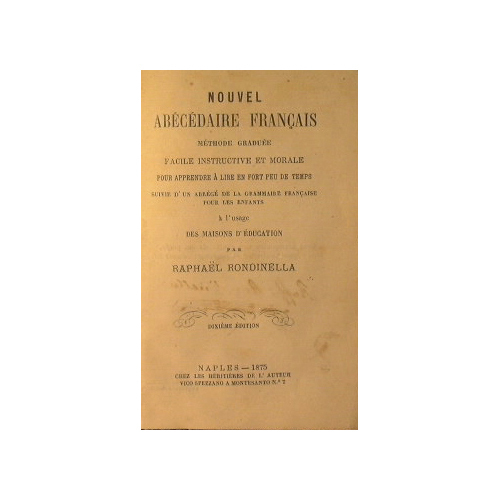 NOUVEL
ABÉCÉDAIRE FRANÇAIS
MÉTHODE GRADUÉE
FACILE INSTRUCTIVE ET MORALE
POUR APPRENDRE À LIRE EN FORT PEU DE TEMPS
SUIVIE D'UN ABRÉGÉ DE LA GRAMMAIRE FRANÇAISE
POUR LES ENFANTS
à l'usage
DES MAISONS D'ÉDUCATION
PAR
RAPHAËL RONDINELLA
DIXIÈME ÉDITION
NAPLES — 1875
CHEZ LES HÉRITIÈRES DE L'AUTEUR
VICO SPEZZANO A MONTESANTO N.º 7